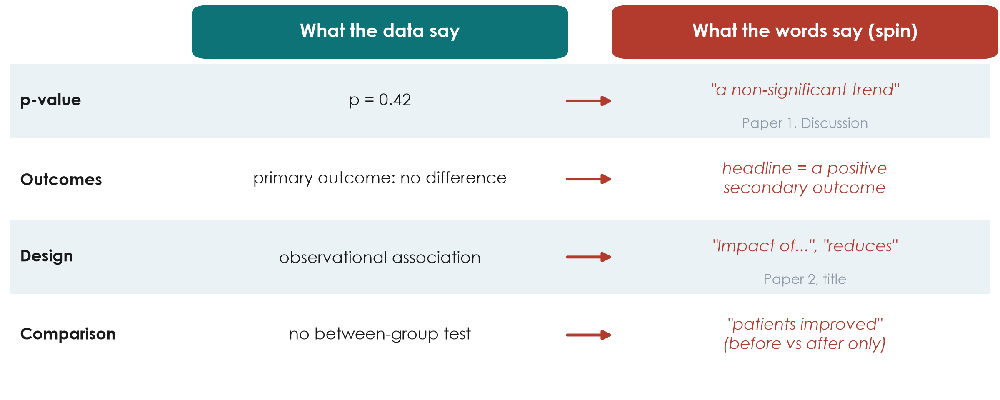 What the data say
What the words say (spin)
p-value
p = 0.42
"a non-significant trend"
Paper 1, Discussion
Outcomes
primary outcome: no difference
headline = a positive
secondary outcome
Design
observational association
"Impact of...", "reduces"
Paper 2, title
Comparison
no between-group test
"patients improved"
(before vs after only)